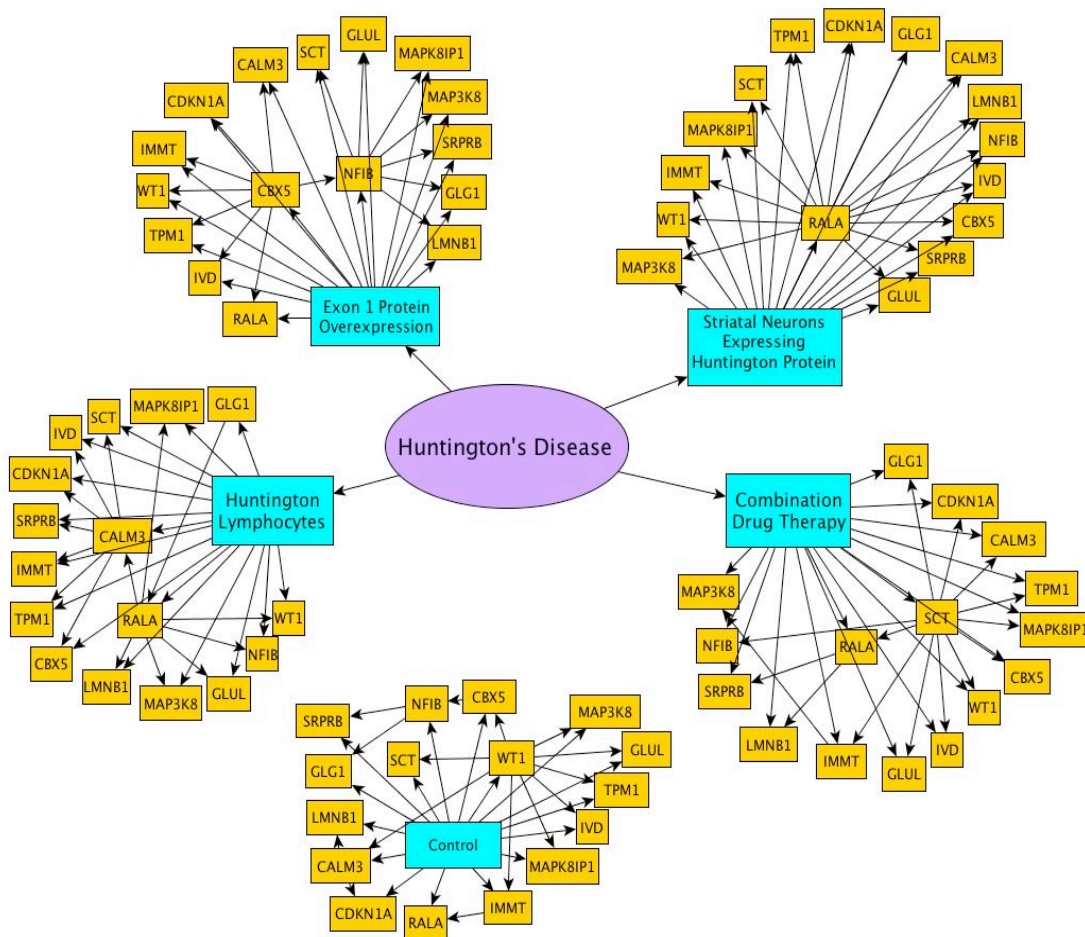 GLUL
SCT
MAPK8IP1
CALM3
MAP3K8
CDKN1A
SRPRB
IMMT
NFIB
CBX5
WT1
GLG1
TPM1
LMNB1
IVD
RALA
Exon 1 Protein
Overexpression
CDKN1A
TPM1
GLG1
CALM3
SCT
LMNB1
MAPK8IP1
NFIB
IMMT
IVD
WT1
RALA
CBX5
SRPRB
MAP3K8
GLUL
Striatal Neurons
Expressing
Huntington Protein
Huntington's Disease
MAPK8IP1
GLG1
SCT
IVD
CDKN1A
Huntington
Lymphocytes
SRPRB
CALM3
IMMT
TPM1
RALA
WT1
NFIB
CBX5
LMNB1
MAP3K8
GLUL
GLG1
Combination
Drug Therapy
CDKN1A
CALM3
MAP3K8
TPM1
SCT
MAPK8IP1
NFIB
RALA
CBX5
SRPRB
WT1
LMNB1
IVD
IMMT
GLUL
CBX5
NFIB
MAP3K8
SRPRB
GLUL
WT1
SCT
GLG1
TPM1
LMNB1
IVD
Control
CALM3
MAPK8IP1
IMMT
CDKN1A
RALA